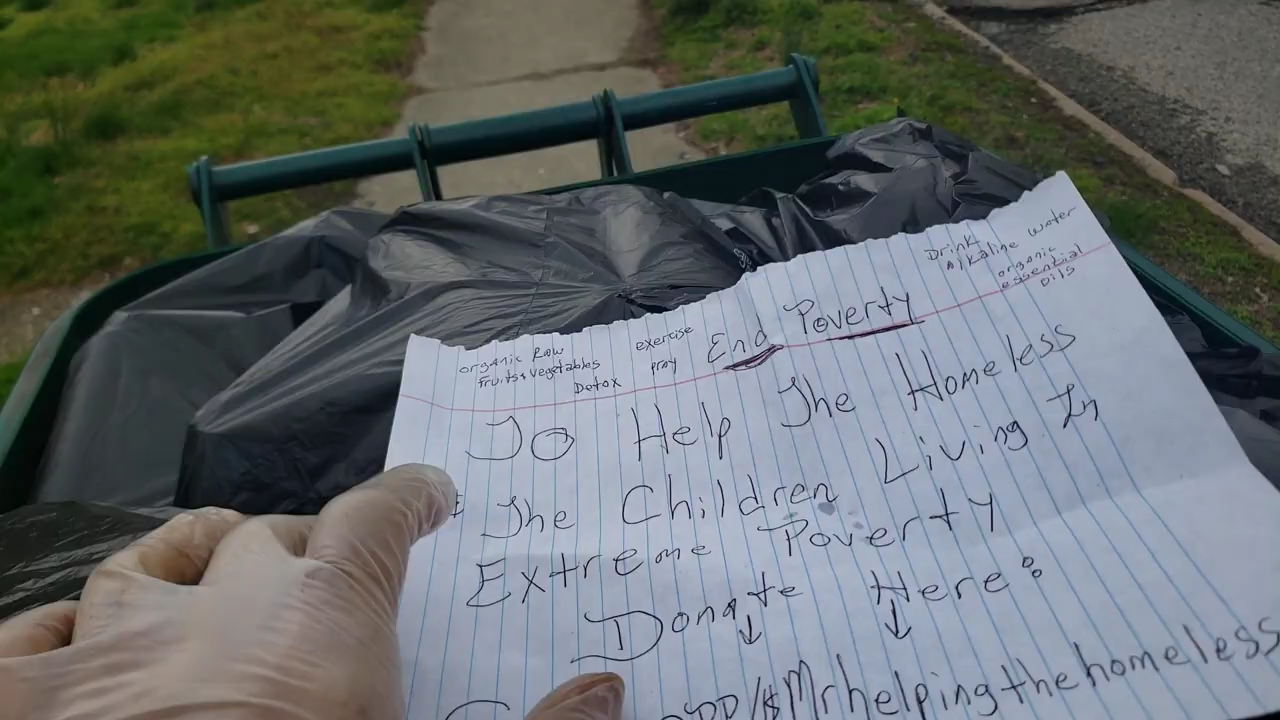 Drink
Alkaline Water
organic
essential
oils
organic Raw
fruits & vegetables
Detox
exercise
pray
End Poverty
To Help The Homeless
& The Children Living In
Extreme Poverty
Donate Here:
↓ ↓
APP/$Mrhelpingthehomeless